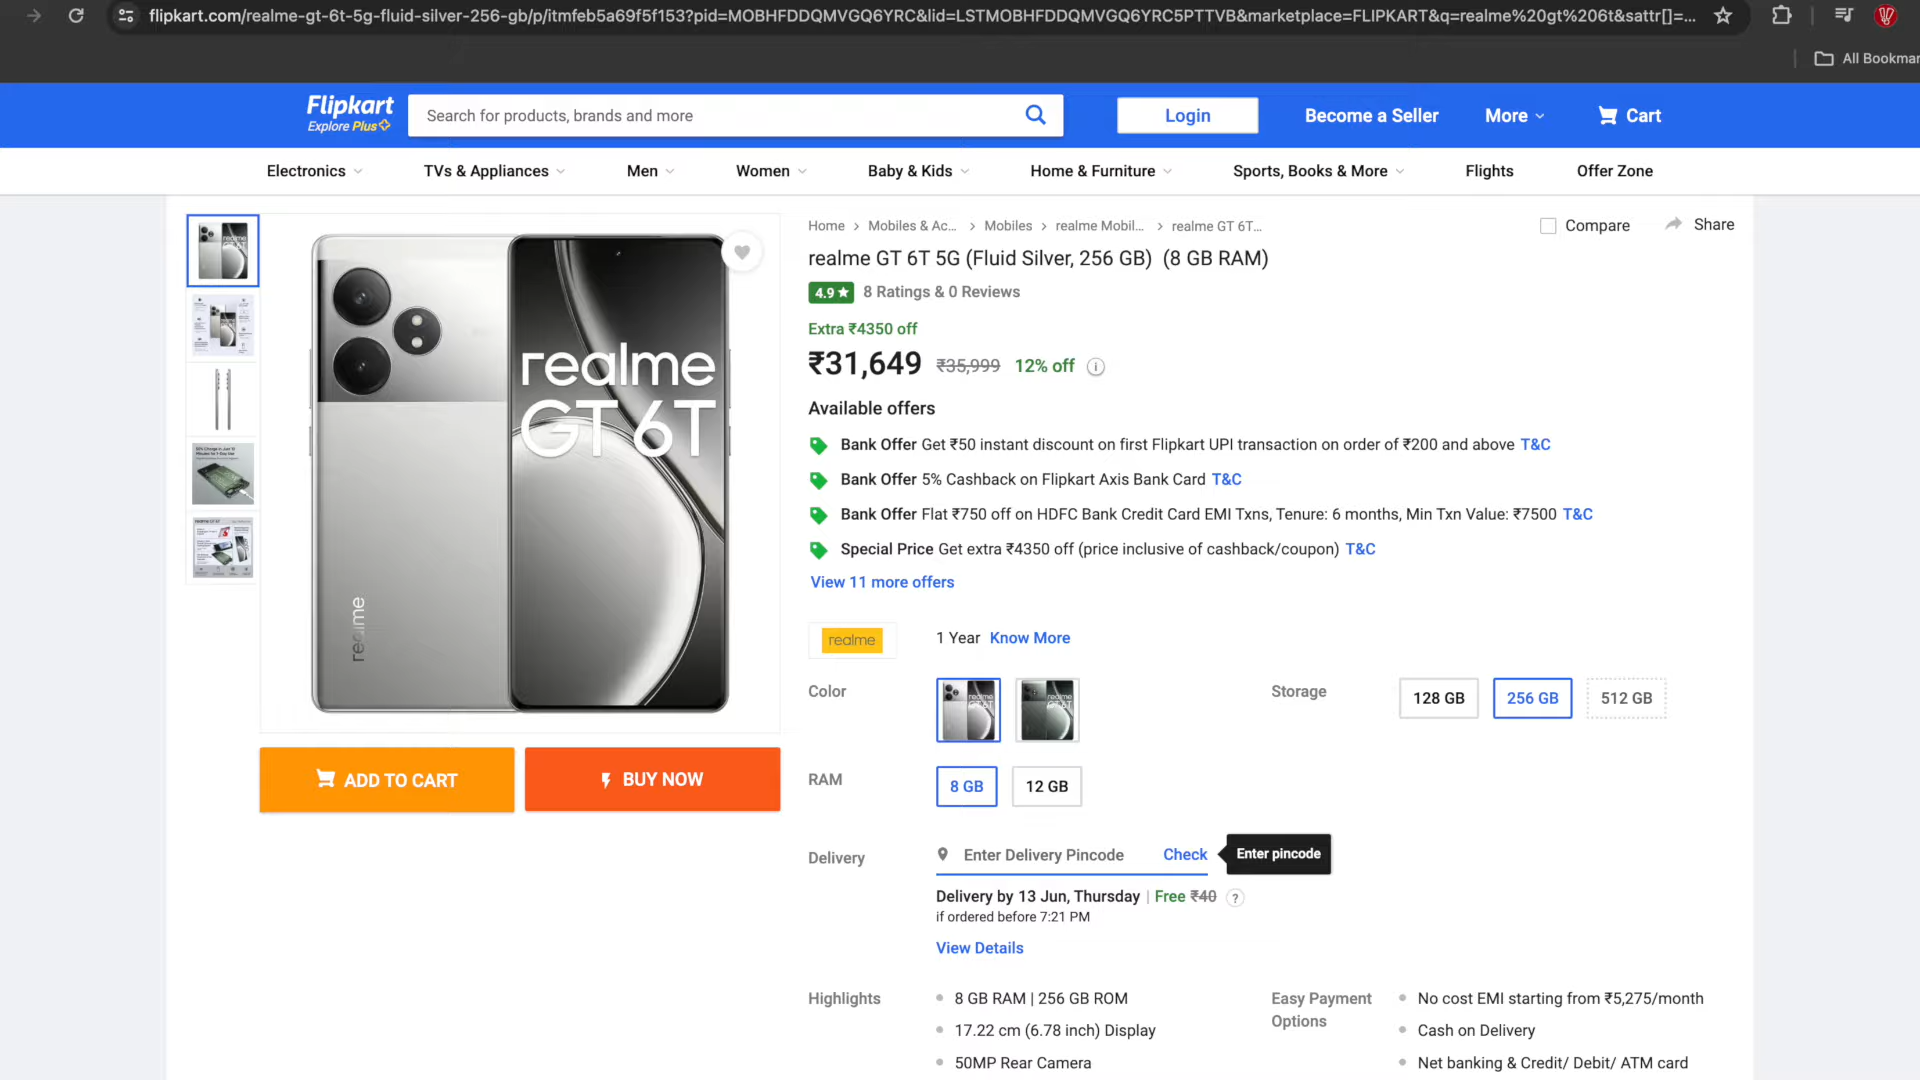 flipkart.com/realme-gt-6t-5g-fluid-silver-256-gb/p/itmfeb5a69f5f153?pid=MOBHFDDQMVGQ6YRC&lid=LSTMOBHFDDQMVGQ6YRC5PTTVB&marketplace=FLIPKART&q=realme%20gt%206t&sattr[]=...
All Bookmar
Flipkart
Explore Plus
Search for products, brands and more
Login
Become a Seller
More
Cart
Electronics
TVs & Appliances
Men
Women
Baby & Kids
Home & Furniture
Sports, Books & More
Flights
Offer Zone
Home
Mobiles & Ac...
Mobiles
realme Mobil...
realme GT 6T...
Compare
Share
realme GT 6T 5G (Fluid Silver, 256 GB) (8 GB RAM)
4.9
8 Ratings & 0 Reviews
Extra ₹4350 off
₹31,649 ₹35,999 12% off
realme
GT 6T
realme
Available offers
Bank Offer Get ₹50 instant discount on first Flipkart UPI transaction on order of ₹200 and above T&C
Bank Offer 5% Cashback on Flipkart Axis Bank Card T&C
Bank Offer Flat ₹750 off on HDFC Bank Credit Card EMI Txns, Tenure: 6 months, Min Txn Value: ₹7500 T&C
Special Price Get extra ₹4350 off (price inclusive of cashback/coupon) T&C
View 11 more offers
realme
1 Year Know More
Color
Storage
128 GB
256 GB
512 GB
ADD TO CART
BUY NOW
RAM
8 GB
12 GB
Delivery
Enter Delivery Pincode
Check
Enter pincode
Delivery by 13 Jun, Thursday | Free ₹40 ?
if ordered before 7:21 PM
View Details
Highlights
8 GB RAM | 256 GB ROM
17.22 cm (6.78 inch) Display
50MP Rear Camera
Easy Payment
Options
No cost EMI starting from ₹5,275/month
Cash on Delivery
Net banking & Credit/ Debit/ ATM card